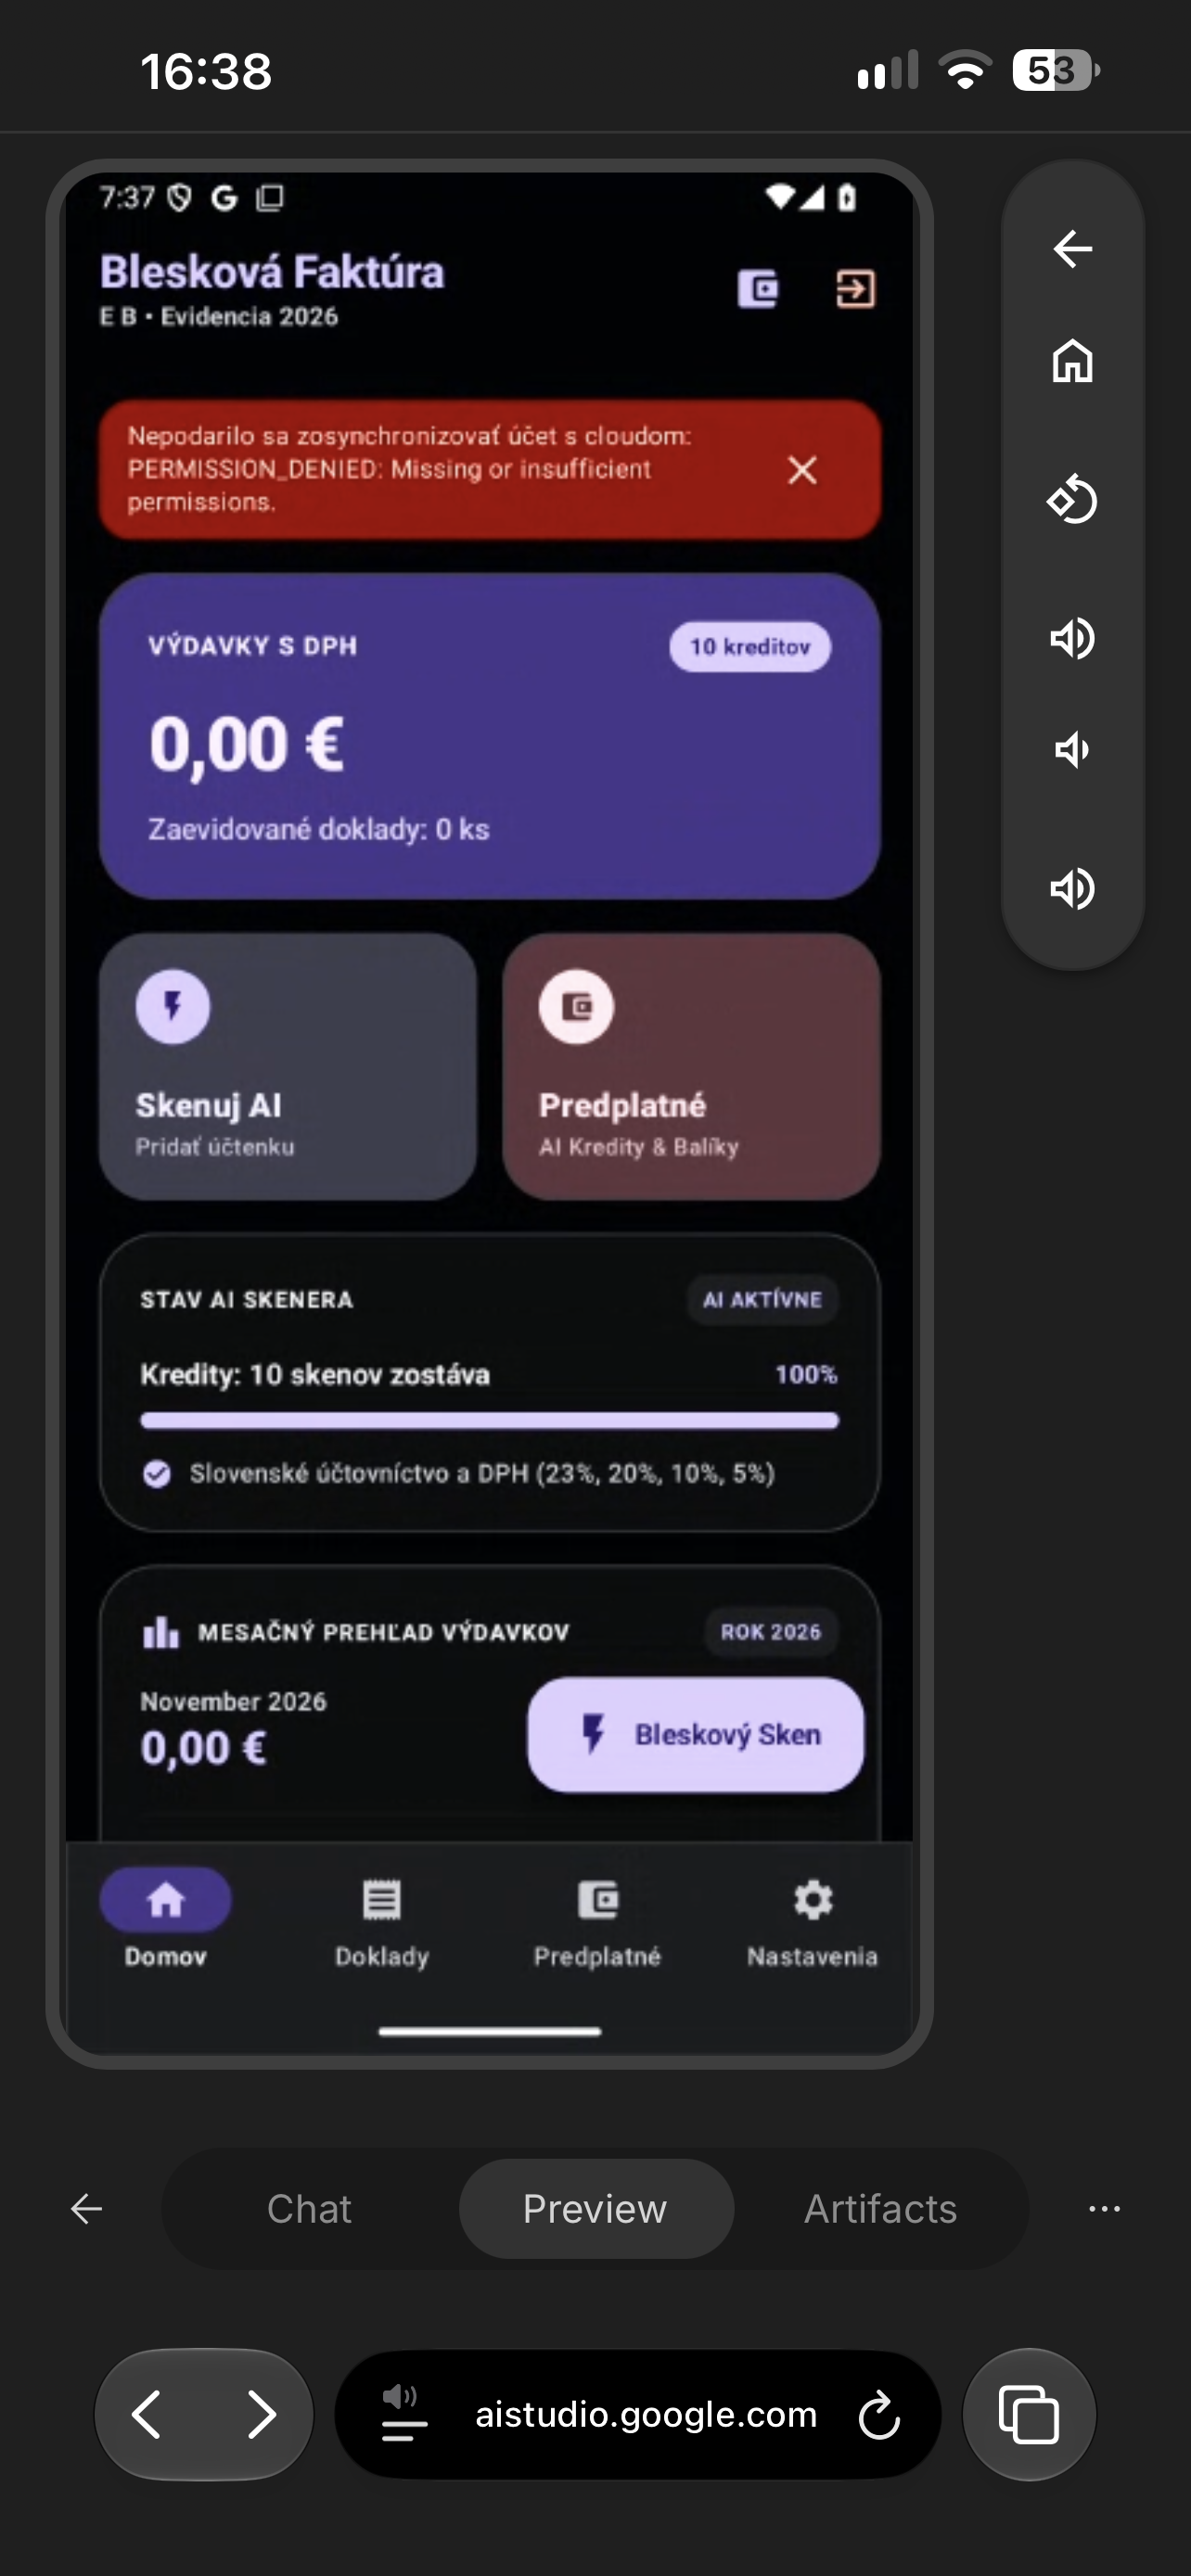 16:38
53
7:37
Blesková Faktúra
E B • Evidencia 2026
Nepodarilo sa zosynchronizovať účet s cloudom:
PERMISSION_DENIED: Missing or insufficient
permissions.
VÝDAVKY S DPH
10 kreditov
0,00 €
Zaevidované doklady: 0 ks
Skenuj AI
Pridať účtenku
Predplatné
AI Kredity & Balíky
STAV AI SKENERA
AI AKTÍVNE
Kredity: 10 skenov zostáva
100%
Slovenské účtovníctvo a DPH (23%, 20%, 10%, 5%)
MESAČNÝ PREHĽAD VÝDAVKOV
ROK 2026
November 2026
0,00 €
Bleskový Sken
Domov
Doklady
Predplatné
Nastavenia
Chat
Preview
Artifacts
aistudio.google.com